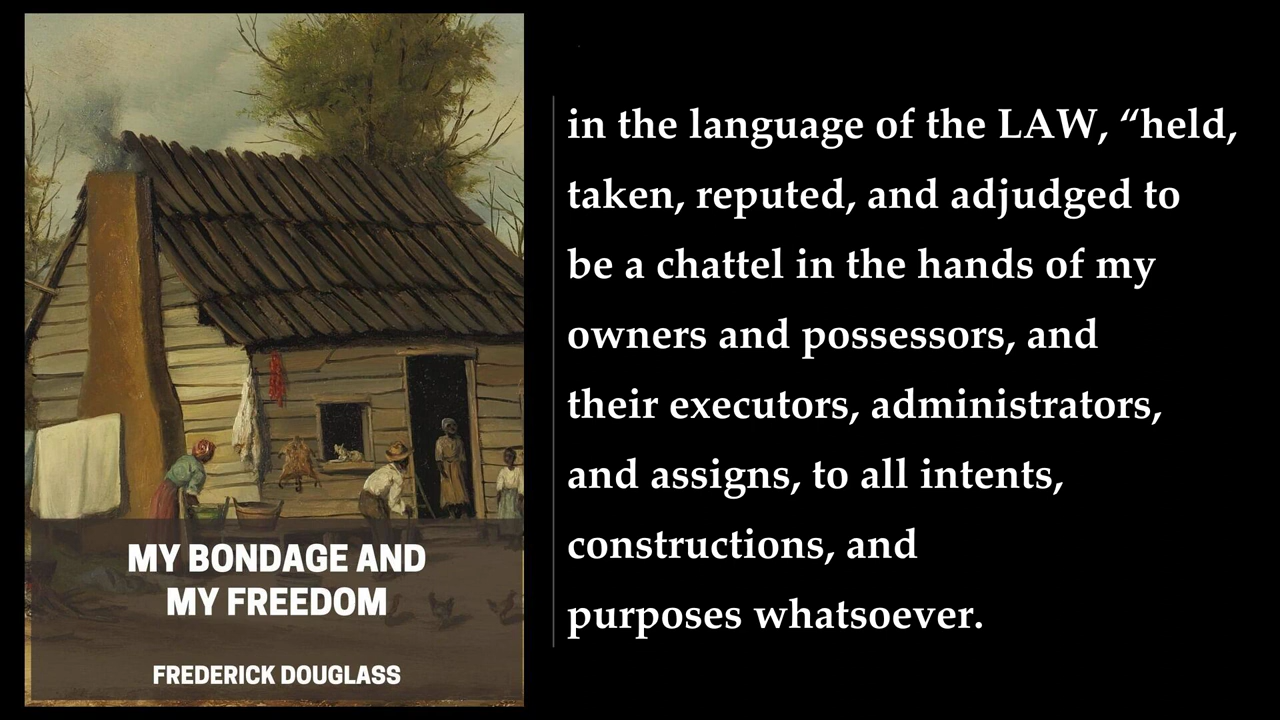 MY BONDAGE AND
MY FREEDOM
FREDERICK DOUGLASS
in the language of the LAW, “held,
taken, reputed, and adjudged to
be a chattel in the hands of my
owners and possessors, and
their executors, administrators,
and assigns, to all intents,
constructions, and
purposes whatsoever.